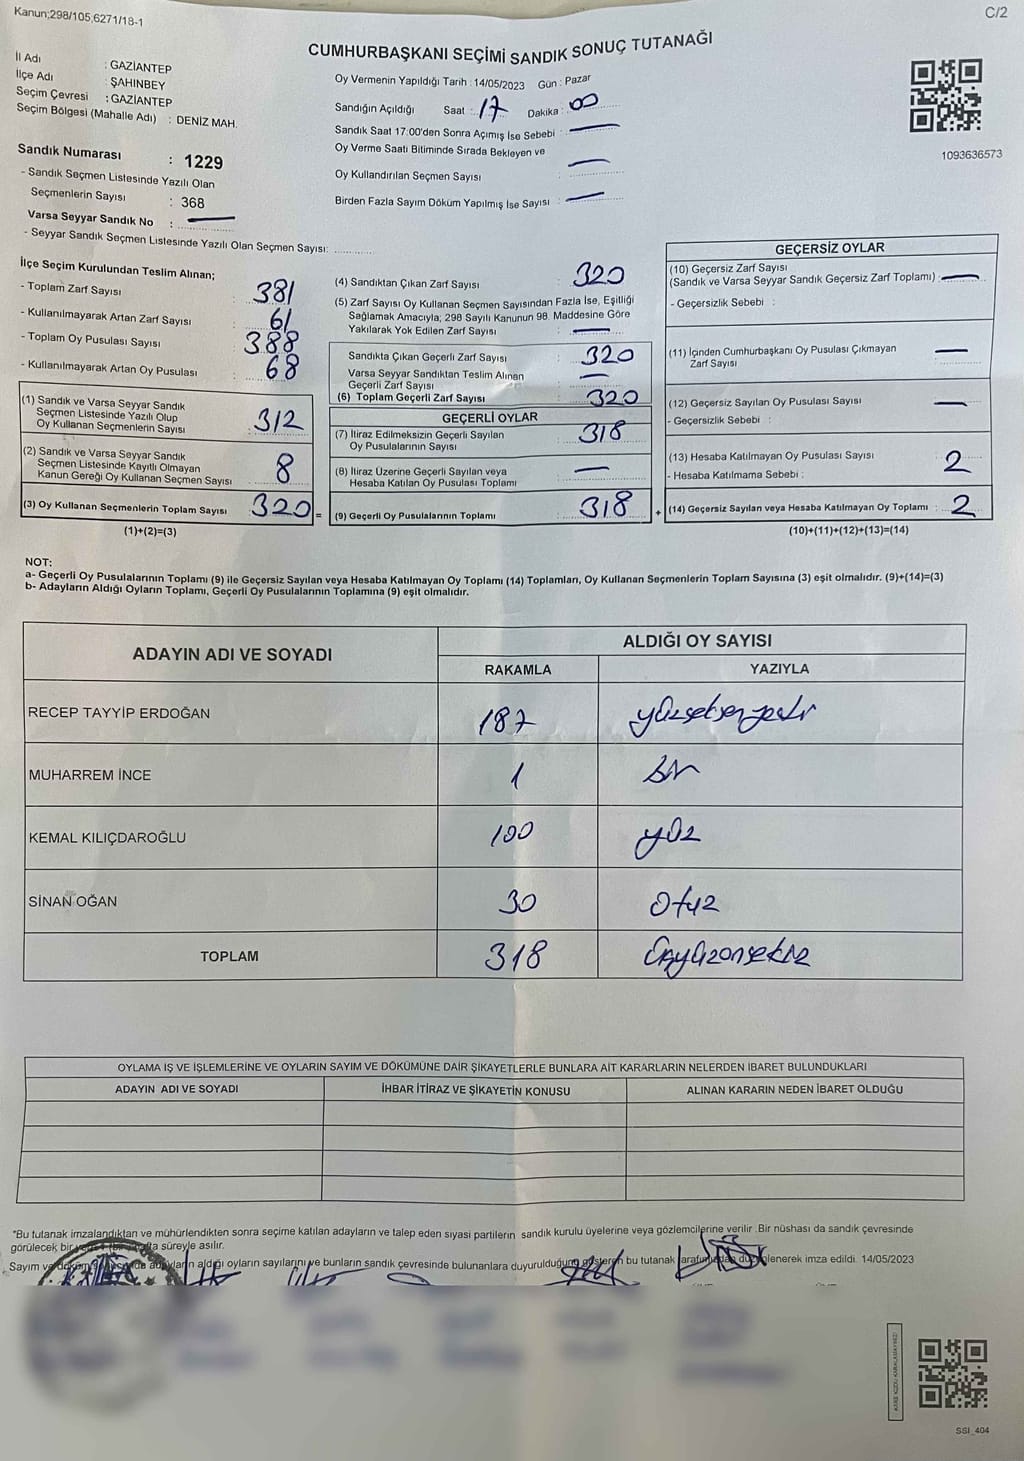 Kanun;298/105,6271/18-1
C/2
CUMHURBAŞKANI SEÇİMİ SANDIK SONUÇ TUTANAĞI
İl Adı : GAZİANTEP
İlçe Adı : ŞAHİNBEY
Seçim Çevresi : GAZİANTEP
Seçim Bölgesi (Mahalle Adı) : DENİZ MAH.
Sandık Numarası : 1229
- Sandık Seçmen Listesinde Yazılı Olan
Seçmenlerin Sayısı : 368
Varsa Seyyar Sandık No : —
- Seyyar Sandık Seçmen Listesinde Yazılı Olan Seçmen Sayısı: ............
Oy Vermenin Yapıldığı Tarih : 14/05/2023 Gün : Pazar
Sandığın Açıldığı Saat : 17 Dakika : 00
Sandık Saat 17:00'den Sonra Açımış İse Sebebi : —
Oy Verme Saati Bitiminde Sırada Bekleyen ve —
Oy Kullandırılan Seçmen Sayısı :
Birden Fazla Sayım Döküm Yapılmış İse Sayısı : —
1093636573
İlçe Seçim Kurulundan Teslim Alınan;
- Toplam Zarf Sayısı : 381
- Kullanılmayarak Artan Zarf Sayısı : 61
- Toplam Oy Pusulası Sayısı : 388
- Kullanılmayarak Artan Oy Pusulası : 68
(1) Sandık ve Varsa Seyyar Sandık
Seçmen Listesinde Yazılı Olup
Oy Kullanan Seçmenlerin Sayısı : 312
(2) Sandık ve Varsa Seyyar Sandık
Seçmen Listesinde Kayıtlı Olmayan
Kanun Gereği Oy Kullanan Seçmen Sayısı : 8
(3) Oy Kullanan Seçmenlerin Toplam Sayısı : 320 =
(1)+(2)=(3)
(4) Sandıktan Çıkan Zarf Sayısı : 320
(5) Zarf Sayısı Oy Kullanan Seçmen Sayısından Fazla İse, Eşitliği
Sağlamak Amacıyla; 298 Sayılı Kanunun 98. Maddesine Göre
Yakılarak Yok Edilen Zarf Sayısı : —
Sandıkta Çıkan Geçerli Zarf Sayısı : 320
Varsa Seyyar Sandıktan Teslim Alınan —
Geçerli Zarf Sayısı :
(6) Toplam Geçerli Zarf Sayısı : 320
GEÇERLİ OYLAR
(7) İtiraz Edilmeksizin Geçerli Sayılan : 318
Oy Pusulalarının Sayısı
(8) İtiraz Üzerine Geçerli Sayılan veya —
Hesaba Katılan Oy Pusulası Toplamı :
(9) Geçerli Oy Pusulalarının Toplamı : 318 +
GEÇERSİZ OYLAR
(10) Geçersiz Zarf Sayısı
(Sandık ve Varsa Seyyar Sandık Geçersiz Zarf Toplamı) : —
- Geçersizlik Sebebi :
(11) İçinden Cumhurbaşkanı Oy Pusulası Çıkmayan —
Zarf Sayısı
(12) Geçersiz Sayılan Oy Pusulası Sayısı : —
- Geçersizlik Sebebi :
(13) Hesaba Katılmayan Oy Pusulası Sayısı : 2
- Hesaba Katılmama Sebebi :
(14) Geçersiz Sayılan veya Hesaba Katılmayan Oy Toplamı : 2
(10)+(11)+(12)+(13)=(14)
NOT:
a- Geçerli Oy Pusulalarının Toplamı (9) ile Geçersiz Sayılan veya Hesaba Katılmayan Oy Toplamı (14) Toplamları, Oy Kullanan Seçmenlerin Toplam Sayısına (3) eşit olmalıdır. (9)+(14)=(3)
b- Adayların Aldığı Oyların Toplamı, Geçerli Oy Pusulalarının Toplamına (9) eşit olmalıdır.
ADAYIN ADI VE SOYADI
ALDIĞI OY SAYISI
RAKAMLA YAZIYLA
RECEP TAYYİP ERDOĞAN 187 yüzseksenyedi
MUHARREM İNCE 1 bir
KEMAL KILIÇDAROĞLU 100 yüz
SİNAN OĞAN 30 Otuz
TOPLAM 318 Üçyüzonsekiz
OYLAMA İŞ VE İŞLEMLERİNE VE OYLARIN SAYIM VE DÖKÜMÜNE DAİR ŞİKAYETLERLE BUNLARA AİT KARARLARIN NELERDEN İBARET BULUNDUKLARI
ADAYIN ADI VE SOYADI İHBAR İTİRAZ VE ŞİKAYETİN KONUSU ALINAN KARARIN NEDEN İBARET OLDUĞU
*Bu tutanak imzalandıktan ve mühürlendikten sonra seçime katılan adayların ve talep eden siyasi partilerin sandık kurulu üyelerine veya gözlemcilerine verilir. Bir nüshası da sandık çevresinde
görülecek bir süreyle asılır.
Sayım ve aldığı oyların sayılarını ve bunların sandık çevresinde bulunanlara duyurulduğunu gösteren bu tutanak imza edildi. 14/05/2023
SSI_404